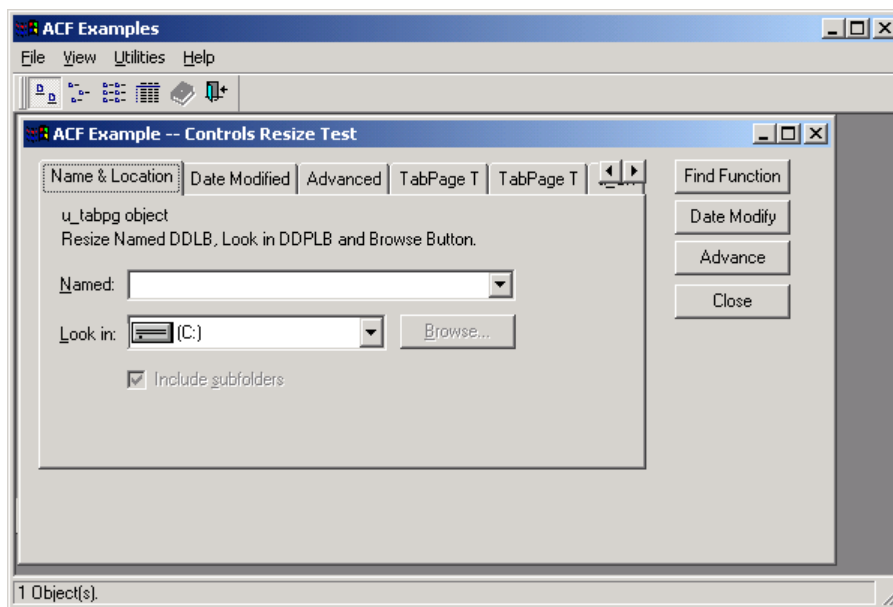 ACF Examples
File View Utilities Help
ACF Example -- Controls Resize Test
Name & Location Date Modified Advanced TabPage T TabPage T
Find Function
u_tabpg object
Date Modify
Resize Named DDLB, Look in DDPLB and Browse Button.
Advance
Named:
Close
Look in: (C:) Browse...
Include subfolders
1 Object(s).